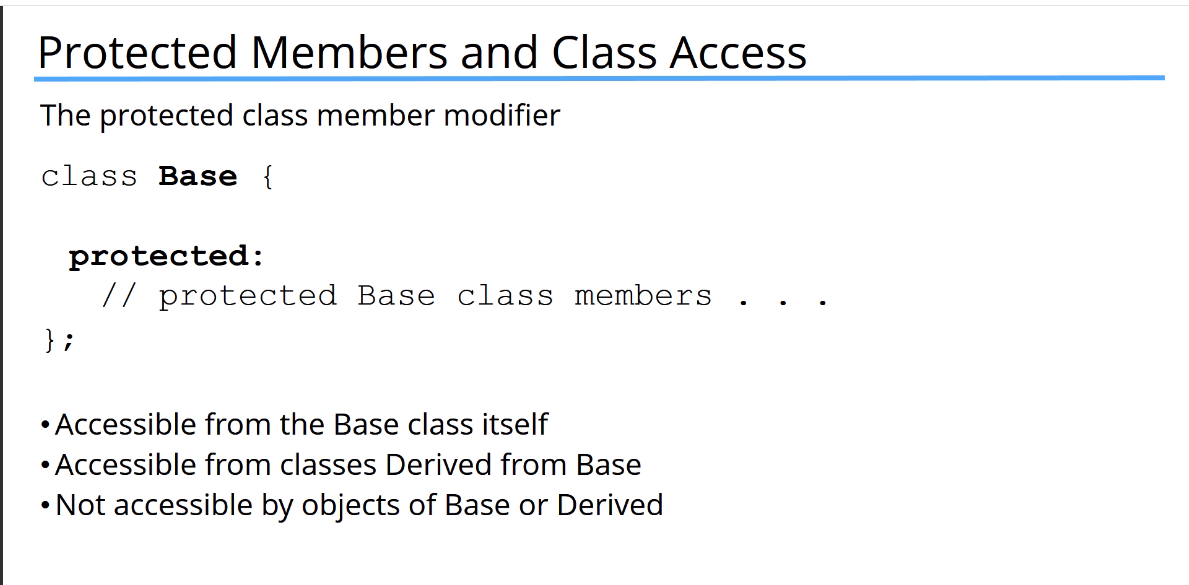 Protected Members and Class Access
The protected class member modifier
class Base {
protected:
// protected Base class members . . .
};
•Accessible from the Base class itself
•Accessible from classes Derived from Base
•Not accessible by objects of Base or Derived